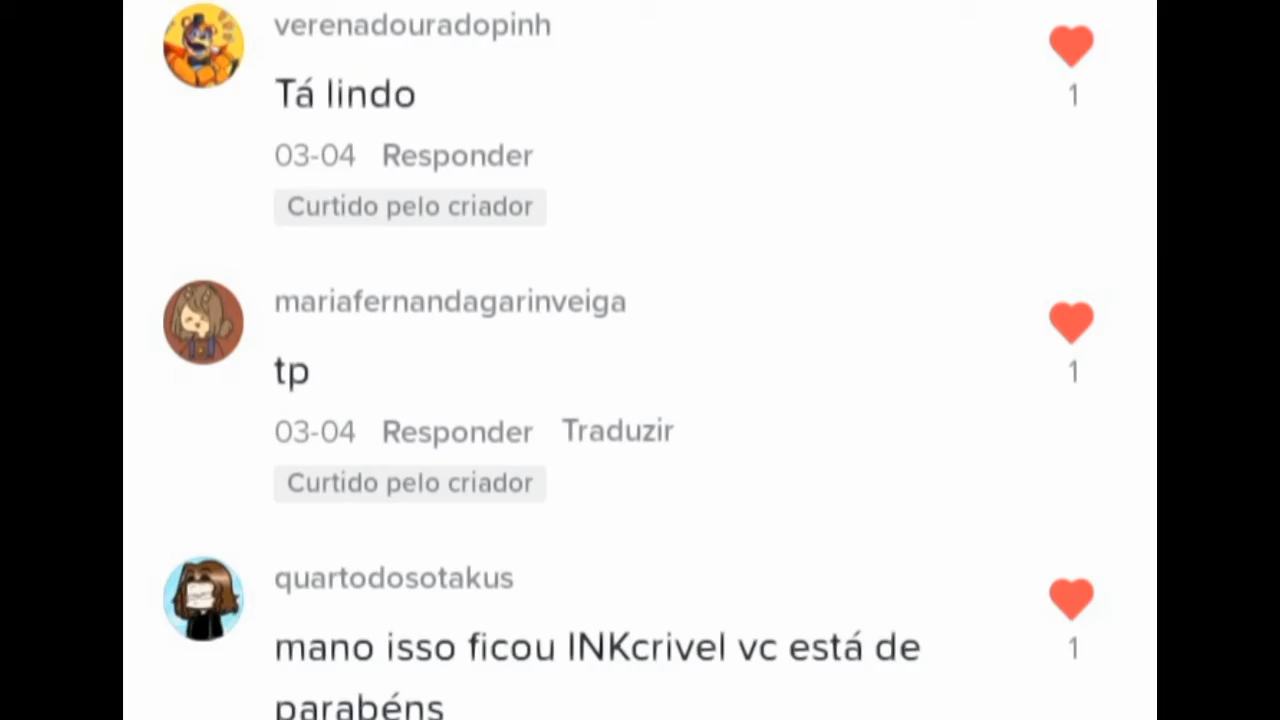 verenadouradopinh
Tá lindo
1
03-04 Responder
Curtido pelo criador
mariafernandagarinveiga
tp
1
03-04 Responder Traduzir
Curtido pelo criador
quartodosotakus
mano isso ficou INKcrivel vc está de
1
parabéns